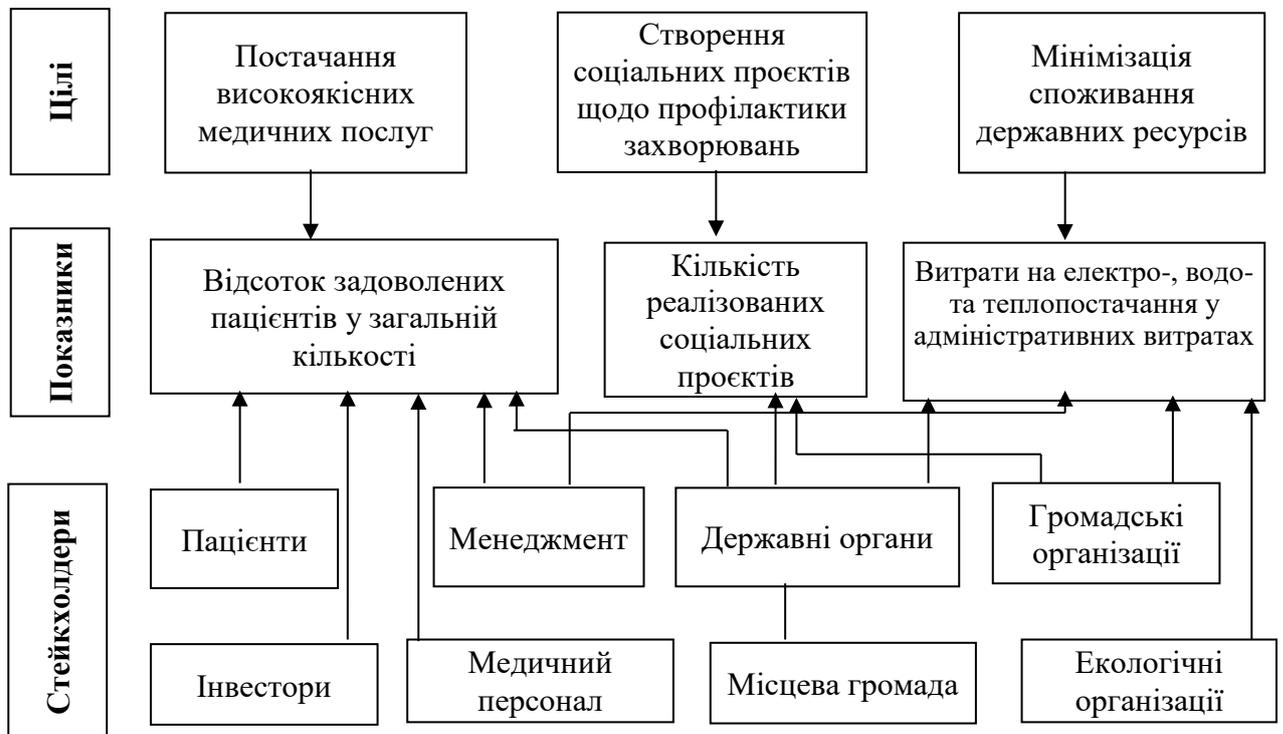 Цілі
Постачання
високоякісних
медичних послуг
Створення
соціальних проєктів
щодо профілактики
захворювань
Мінімізація
споживання
державних ресурсів
Показники
Відсоток задоволених
пацієнтів у загальній
кількості
Кількість
реалізованих
соціальних
проєктів
Витрати на електро-, водо-
та теплопостачання у
адміністративних витратах
Стейкхолдери
Пацієнти
Менеджмент
Державні органи
Громадські
організації
Інвестори
Медичний
персонал
Місцева громада
Екологічні
організації